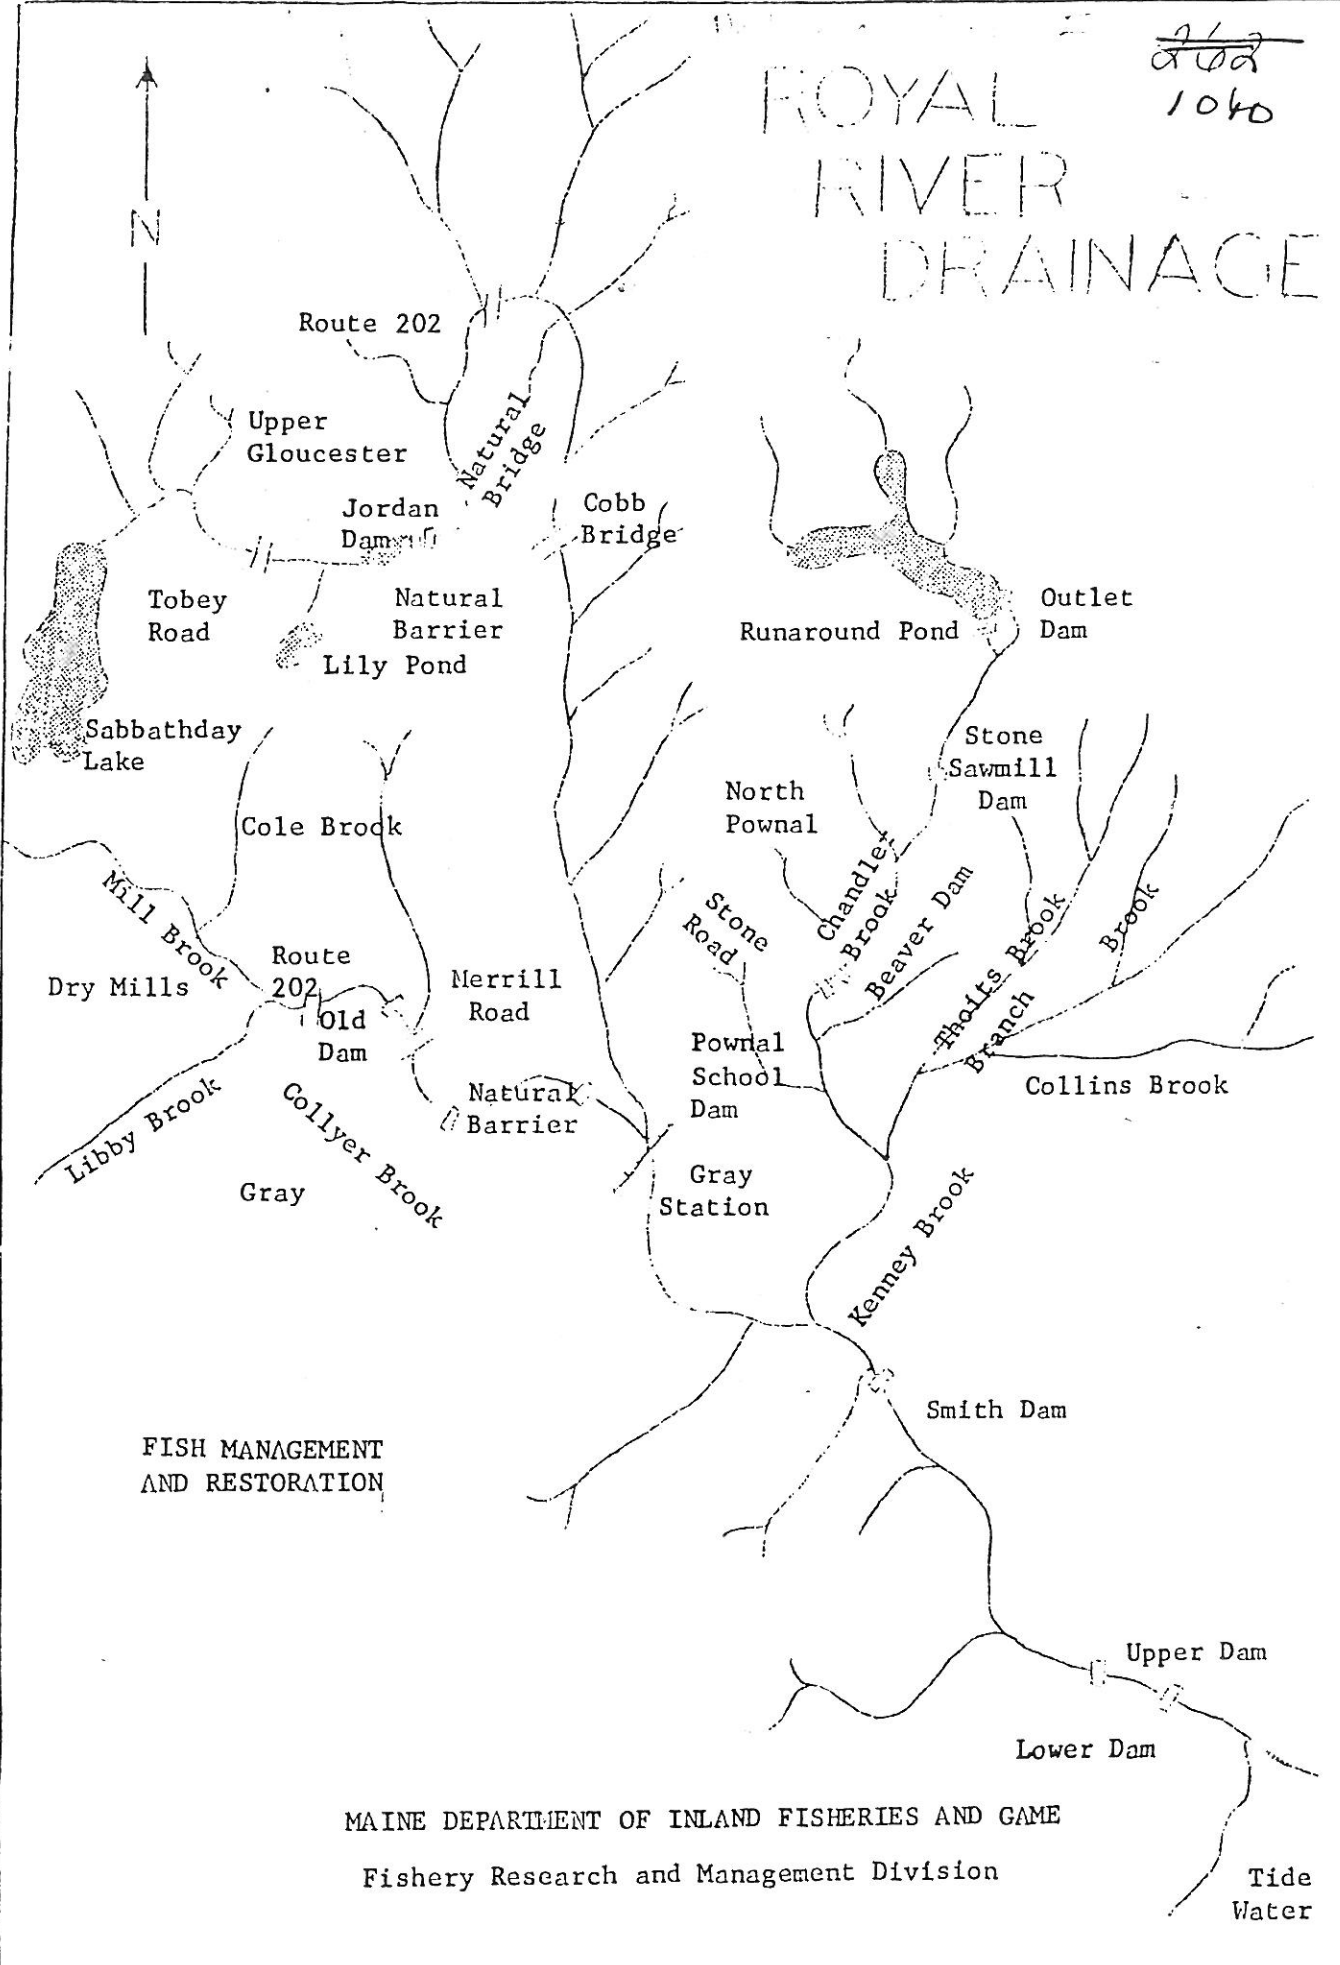 262
1040
ROYAL
RIVER
DRAINAGE
N
Route 202
Upper
Gloucester
Natural
Bridge
Jordan
Dam
Cobb
Bridge
Tobey
Road
Natural
Barrier
Lily Pond
Runaround Pond
Outlet
Dam
Sabbathday
Lake
Stone
Sawmill
Dam
North
Pownal
Cole Brook
Mill Brook
Chandler
Brook
Beaver Dam
Stone
Road
Thoits Brook
Branch
Brook
Dry Mills
Route
202
Old
Dam
Merrill
Road
Pownal
School
Dam
Collins Brook
Natural
Barrier
Libby Brook
Collyer Brook
Gray
Gray
Station
Kenney Brook
Smith Dam
FISH MANAGEMENT
AND RESTORATION
Upper Dam
Lower Dam
MAINE DEPARTMENT OF INLAND FISHERIES AND GAME
Fishery Research and Management Division
Tide
Water